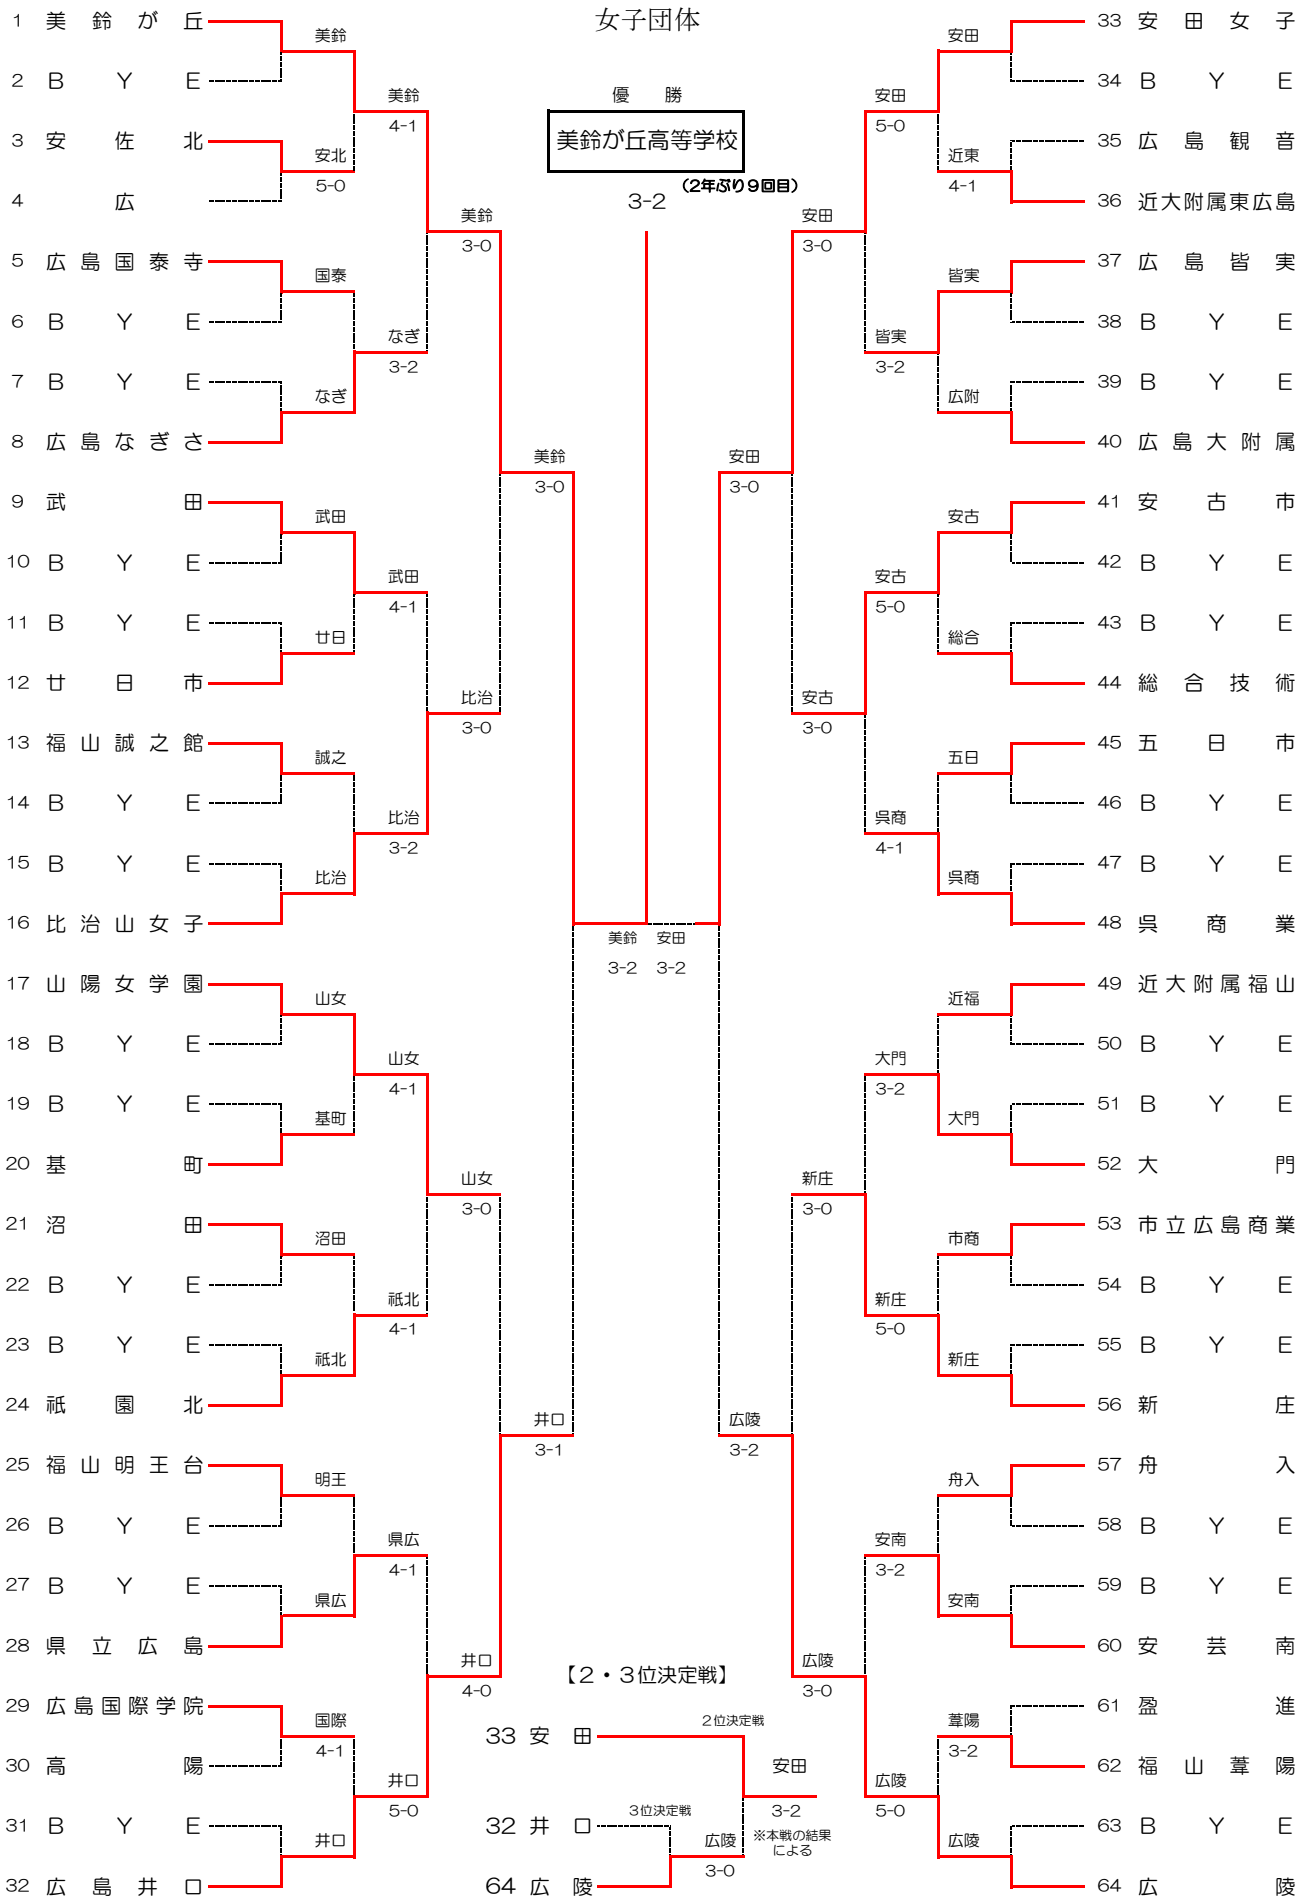 女子団体
優 勝
美鈴が丘高等学校
(2年ぶり9回目)
3-2
1 美鈴が丘
2 BYE
3 安佐北
4 広
5 広島国泰寺
6 BYE
7 BYE
8 広島なぎさ
9 武田
10 BYE
11 BYE
12 廿日市
13 福山誠之館
14 BYE
15 BYE
16 比治山女子
17 山陽女学園
18 BYE
19 BYE
20 基町
21 沼田
22 BYE
23 BYE
24 祇園北
25 福山明王台
26 BYE
27 BYE
28 県立広島
29 広島国際学院
30 高陽
31 BYE
32 広島井口
美鈴
安北
5-0
国泰
なぎ
武田
廿日
誠之
比治
山女
基町
沼田
祇北
明王
県広
国際
4-1
井口
美鈴
4-1
なぎ
3-2
武田
4-1
比治
3-2
山女
4-1
祇北
4-1
県広
4-1
井口
5-0
美鈴
3-0
比治
3-0
山女
3-0
井口
4-0
美鈴
3-0
井口
3-1
美鈴
3-2
安田
3-2
安田
3-0
広陵
3-2
安田
3-0
安古
3-0
新庄
3-0
広陵
3-0
安田
5-0
皆実
3-2
安古
5-0
呉商
4-1
大門
3-2
新庄
5-0
安南
3-2
広陵
5-0
安田
近東
4-1
皆実
広附
安古
総合
五日
呉商
近福
大門
市商
新庄
舟入
安南
葦陽
3-2
広陵
33 安田女子
34 BYE
35 広島観音
36 近大附属東広島
37 広島皆実
38 BYE
39 BYE
40 広島大附属
41 安古市
42 BYE
43 BYE
44 総合技術
45 五日市
46 BYE
47 BYE
48 呉商業
49 近大附属福山
50 BYE
51 BYE
52 大門
53 市立広島商業
54 BYE
55 BYE
56 新庄
57 舟入
58 BYE
59 BYE
60 安芸南
61 盈進
62 福山葦陽
63 BYE
64 広陵
【2・3位決定戦】
2位決定戦
33 安田
安田
3-2
※本戦の結果
による
3位決定戦
32 井口
広陵
3-0
64 広陵